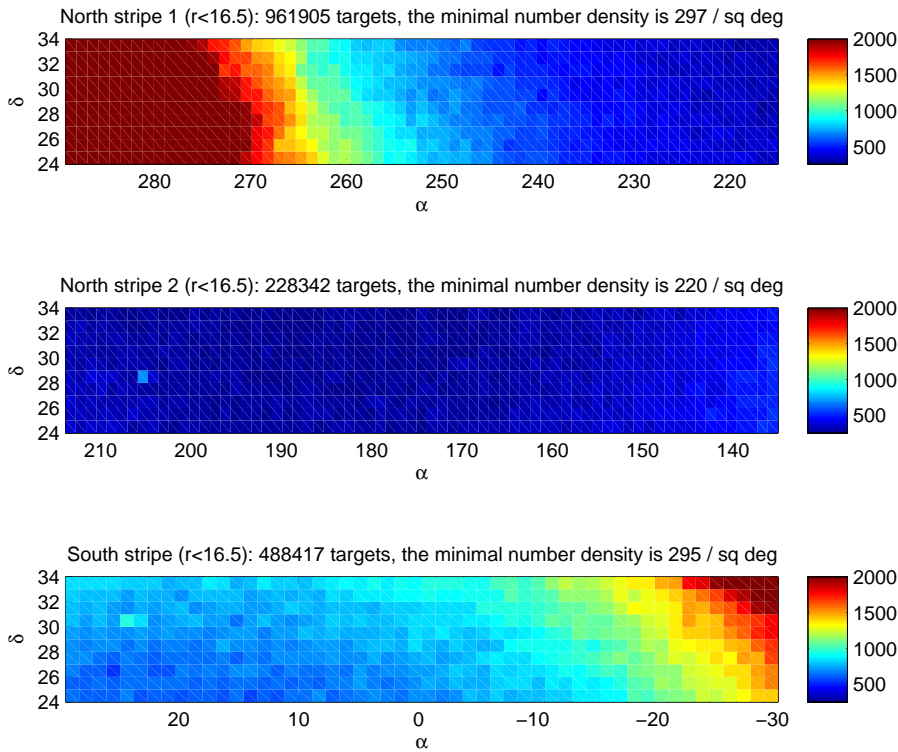 North stripe 1 (r<16.5): 961905 targets, the minimal number density is 297 / sq deg
34
32
30
28
26
24
δ
280 270 260 250 240 230 220
α
2000
1500
1000
500
North stripe 2 (r<16.5): 228342 targets, the minimal number density is 220 / sq deg
34
32
30
28
26
24
δ
210 200 190 180 170 160 150 140
α
2000
1500
1000
500
South stripe (r<16.5): 488417 targets, the minimal number density is 295 / sq deg
34
32
30
28
26
24
δ
20 10 0 −10 −20 −30
α
2000
1500
1000
500